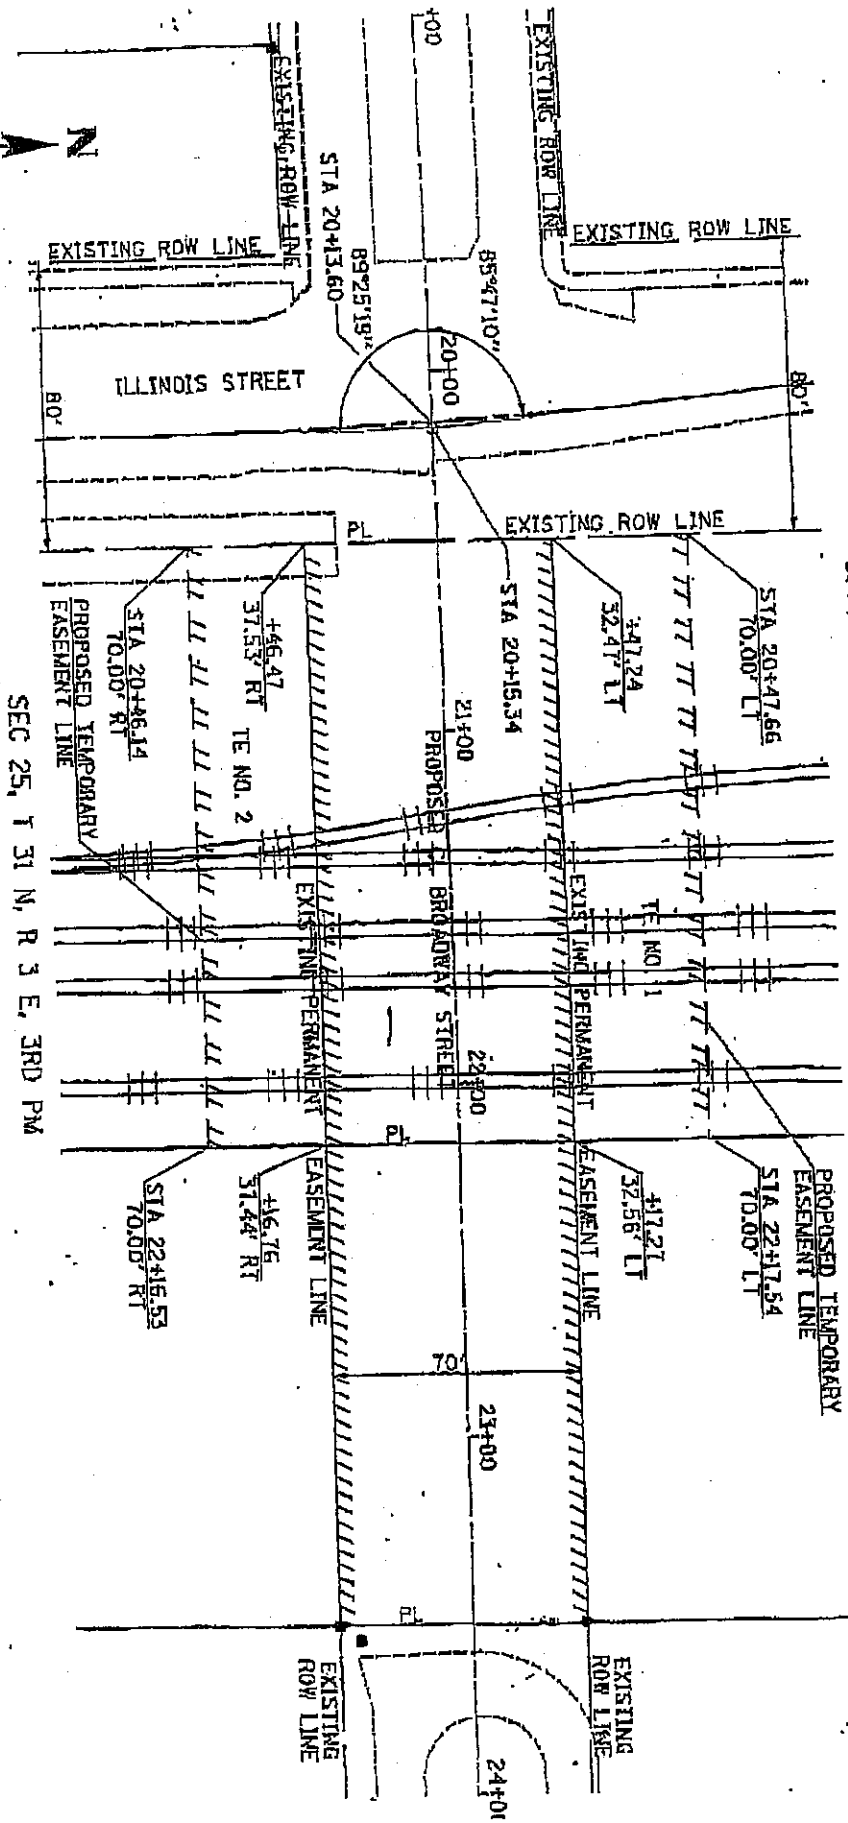 +00
EXISTING ROW LINE
EXISTING ROW LINE
N
EXISTING ROW LINE
EXISTING ROW LINE
STA 20+13.60
89°25'19"
85°47'10"
20+00
ILLINOIS STREET
80'
80'
PL
EXISTING ROW LINE
STA 20+15.34
+47.24
32.47' LT
STA 20+47.66
70.00' LT
+46.47
37.53' RT
STA 20+46.14
70.00' RT
PROPOSED TEMPORARY
EASEMENT LINE
TE NO. 2
21+00
PROPOSED BROADWAY STREET
EXISTING PERMANENT EASEMENT LINE
EXISTING PERMANENT EASEMENT LINE
TE NO. 1
22+00
PL
SEC 25, T 31 N, R 3 E, 3RD PM
STA 22+16.53
70.00' RT
+16.76
37.44' RT
+17.27
32.56' LT
STA 22+17.54
70.00' LT
PROPOSED TEMPORARY
EASEMENT LINE
70'
23+00
PL
EXISTING
ROW LINE
EXISTING
ROW LINE